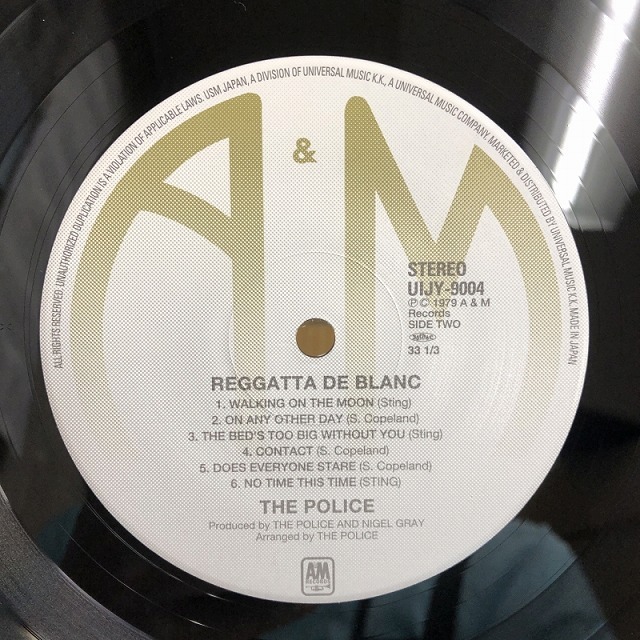 ALL RIGHTS RESERVED. UNAUTHORIZED DUPLICATION IS A VIOLATION OF APPLICABLE LAWS. USM JAPAN, A DIVISION OF UNIVERSAL MUSIC K.K., A UNIVERSAL MUSIC COMPANY. MARKETED & DISTRIBUTED BY UNIVERSAL MUSIC K.K. MADE IN JAPAN
A & M
STEREO
UIJY-9004
℗ © 1979 A & M
Records
SIDE TWO
33 1/3
REGGATTA DE BLANC
1. WALKING ON THE MOON (Sting)
2. ON ANY OTHER DAY (S. Copeland)
3. THE BED'S TOO BIG WITHOUT YOU (Sting)
4. CONTACT (S. Copeland)
5. DOES EVERYONE STARE (S. Copeland)
6. NO TIME THIS TIME (STING)
THE POLICE
Produced by THE POLICE AND NIGEL GRAY
Arranged by THE POLICE
AM
RECORDS